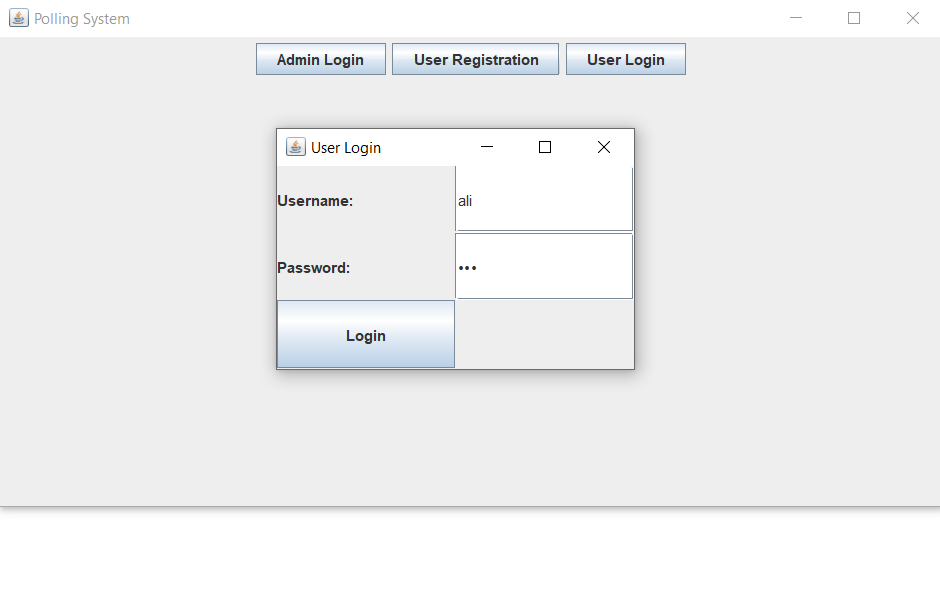 Polling System
Admin Login User Registration User Login
User Login
Username: ali
Password: •••
Login